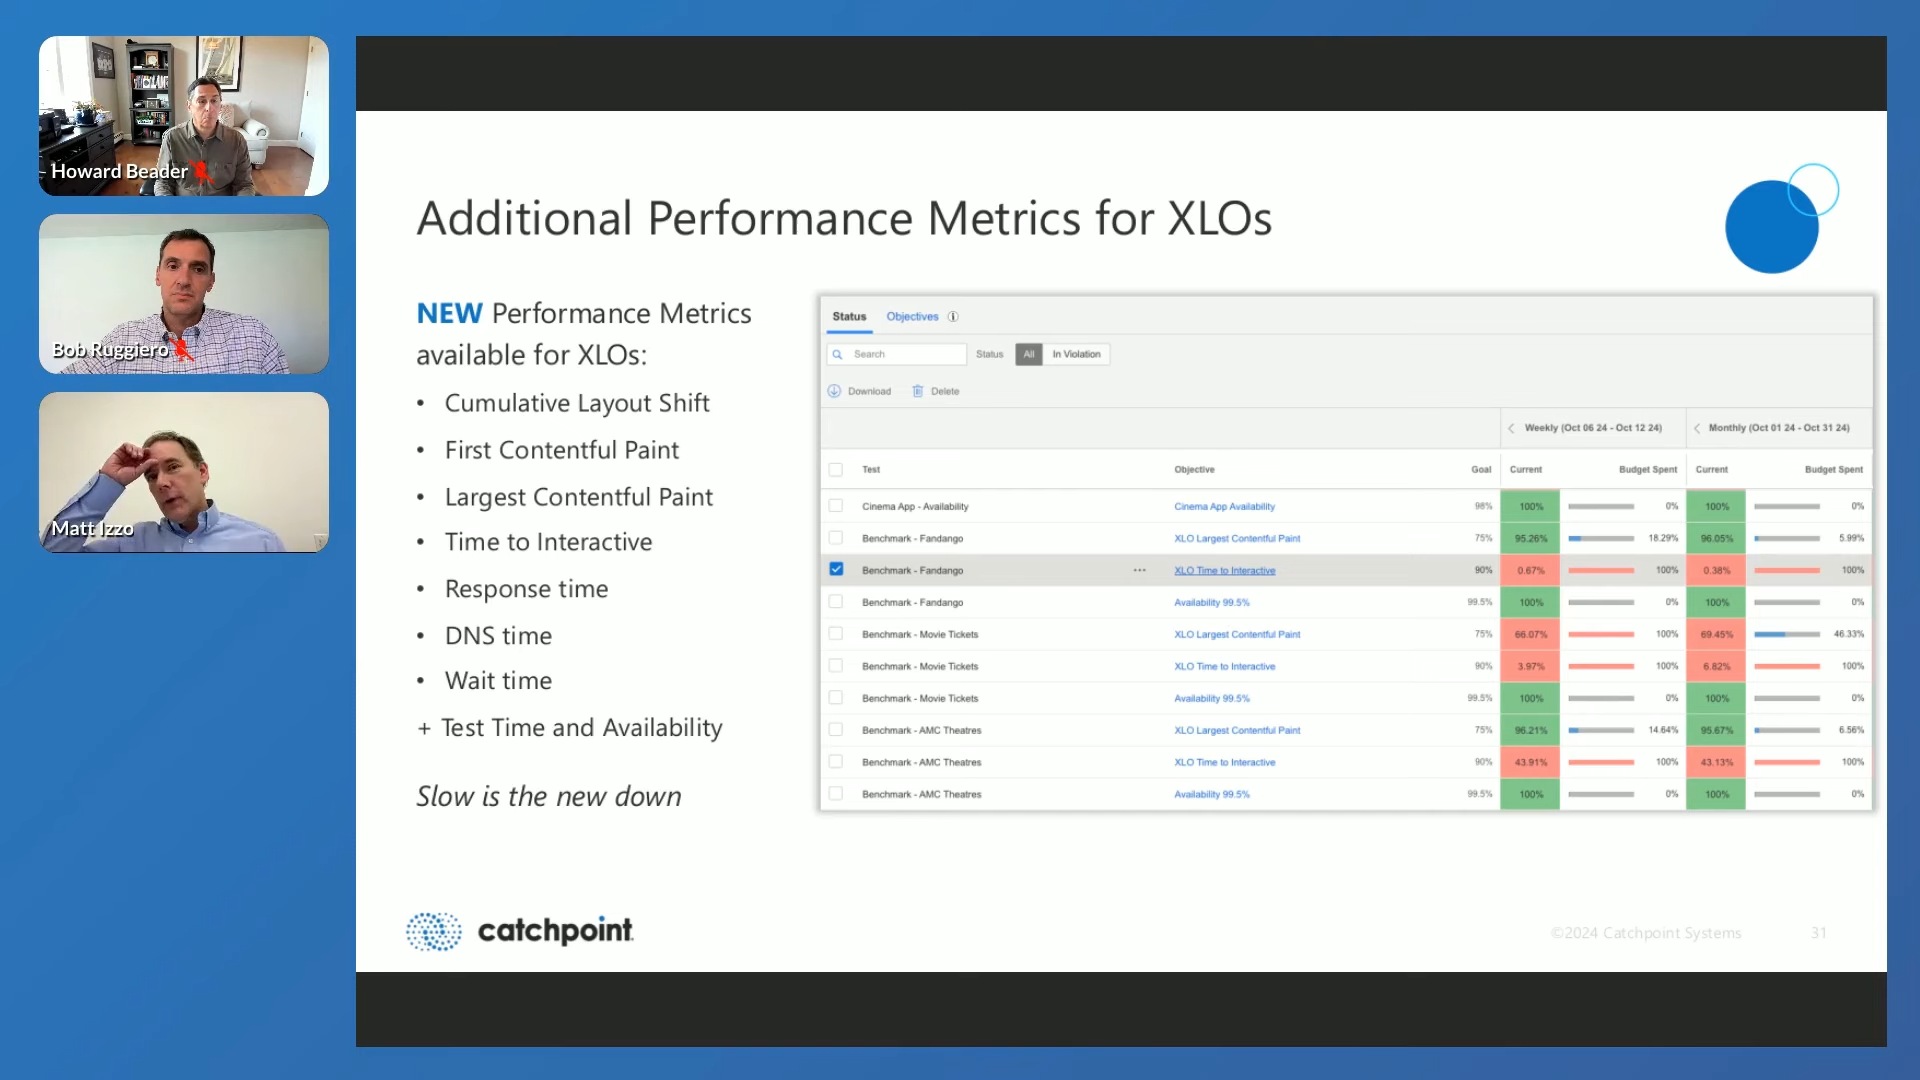 Howard Beader
Bob Ruggiero
Matt Izzo
Additional Performance Metrics for XLOs
NEW Performance Metrics
available for XLOs:
• Cumulative Layout Shift
• First Contentful Paint
• Largest Contentful Paint
• Time to Interactive
• Response time
• DNS time
• Wait time
+ Test Time and Availability
Slow is the new down
Status Objectives
Search Status All In Violation
Download Delete
Weekly (Oct 06 24 - Oct 12 24) Monthly (Oct 01 24 - Oct 31 24)
Test Objective Goal Current Budget Spent Current Budget Spent
Cinema App - Availability Cinema App Availability 98% 100% 0% 100% 0%
Benchmark - Fandango XLO Largest Contentful Paint 75% 95.26% 18.29% 96.05% 5.99%
Benchmark - Fandango ... XLO Time to Interactive 90% 0.67% 100% 0.38% 100%
Benchmark - Fandango Availability 99.5% 99.5% 100% 0% 100% 0%
Benchmark - Movie Tickets XLO Largest Contentful Paint 75% 66.07% 100% 69.45% 46.33%
Benchmark - Movie Tickets XLO Time to Interactive 90% 3.97% 100% 6.82% 100%
Benchmark - Movie Tickets Availability 99.5% 99.5% 100% 0% 100% 0%
Benchmark - AMC Theatres XLO Largest Contentful Paint 75% 96.21% 14.64% 95.67% 6.56%
Benchmark - AMC Theatres XLO Time to Interactive 90% 43.91% 100% 43.13% 100%
Benchmark - AMC Theatres Availability 99.5% 99.5% 100% 0% 100% 0%
catchpoint.
©2024 Catchpoint Systems 31